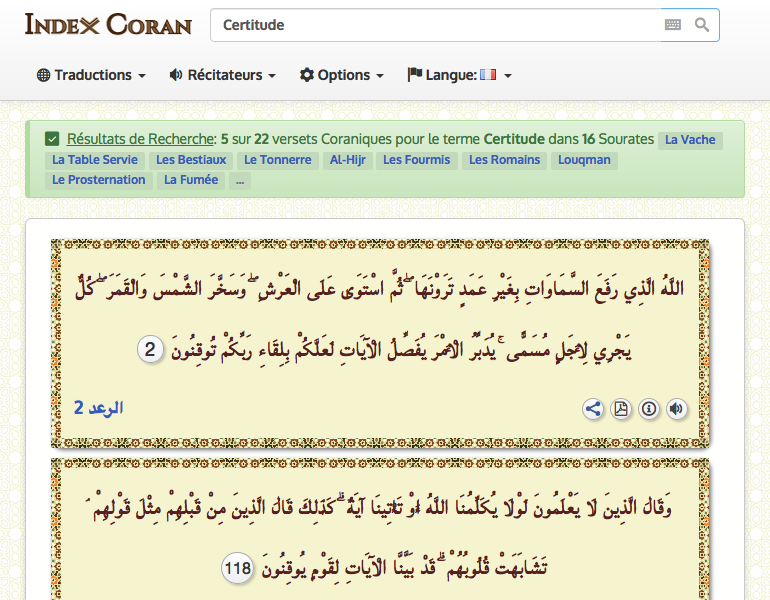 Index Coran
Certitude
Traductions Récitateurs Options Langue:
Résultats de Recherche: 5 sur 22 versets Coraniques pour le terme Certitude dans 16 Sourates La Vache
La Table Servie Les Bestiaux Le Tonnerre Al-Hijr Les Fourmis Les Romains Louqman
Le Prosternation La Fumée ...
اللَّهُ الَّذِي رَفَعَ السَّمَاوَاتِ بِغَيْرِ عَمَدٍ تَرَوْنَهَا ۖ ثُمَّ اسْتَوَى عَلَى الْعَرْشِ ۖ وَسَخَّرَ الشَّمْسَ وَالْقَمَرَ ۖ كُلٌّ
يَجْرِي لِأَجَلٍ مُسَمًّى ۚ يُدَبِّرُ الْأَمْرَ يُفَصِّلُ الْآيَاتِ لَعَلَّكُمْ بِلِقَاءِ رَبِّكُمْ تُوقِنُونَ 2
الرعد 2
وَقَالَ الَّذِينَ لَا يَعْلَمُونَ لَوْلَا يُكَلِّمُنَا اللَّهُ أَوْ تَأْتِينَا آيَةٌ ۗ كَذَٰلِكَ قَالَ الَّذِينَ مِنْ قَبْلِهِمْ مِثْلَ قَوْلِهِمْ ۘ
تَشَابَهَتْ قُلُوبُهُمْ ۗ قَدْ بَيَّنَّا الْآيَاتِ لِقَوْمٍ يُوقِنُونَ 118